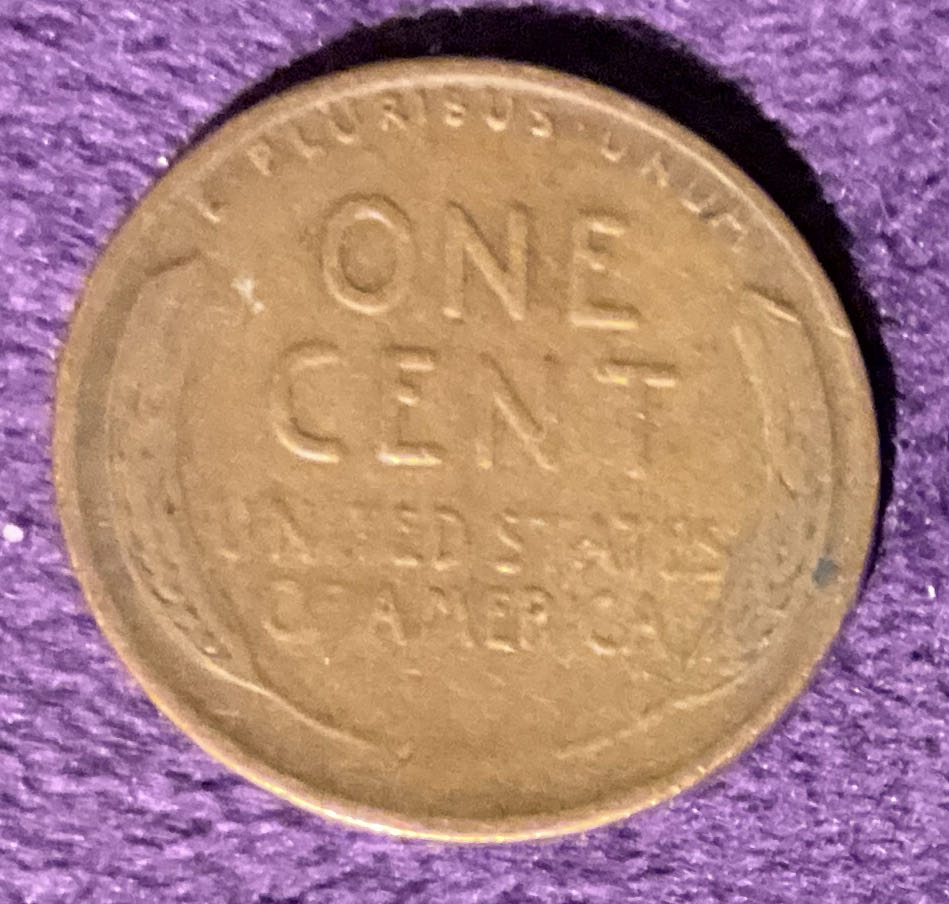 E PLURIBUS UNUM
ONE
CENT
UNITED STATES
OF AMERICA